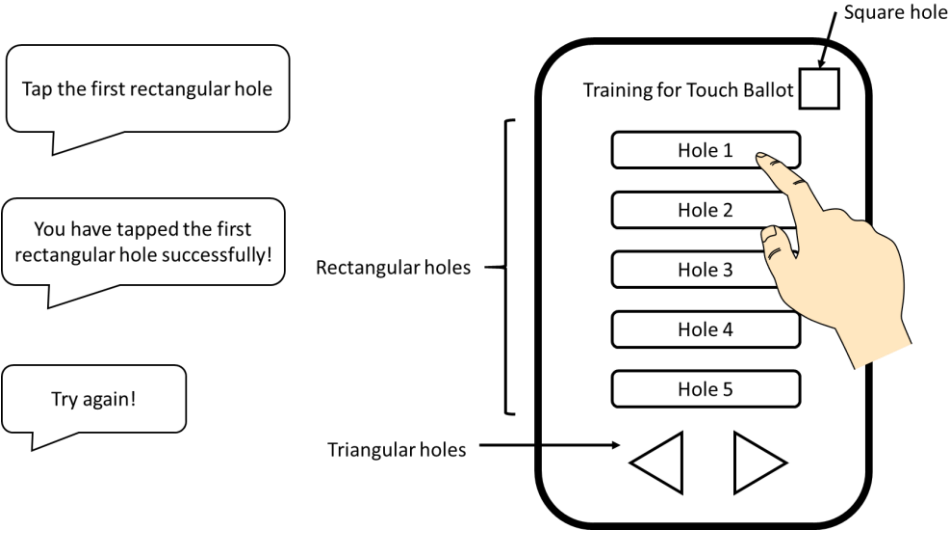 Square hole
Tap the first rectangular hole
Training for Touch Ballot
Hole 1
You have tapped the first
rectangular hole successfully!
Hole 2
Rectangular holes
Hole 3
Hole 4
Try again!
Hole 5
Triangular holes